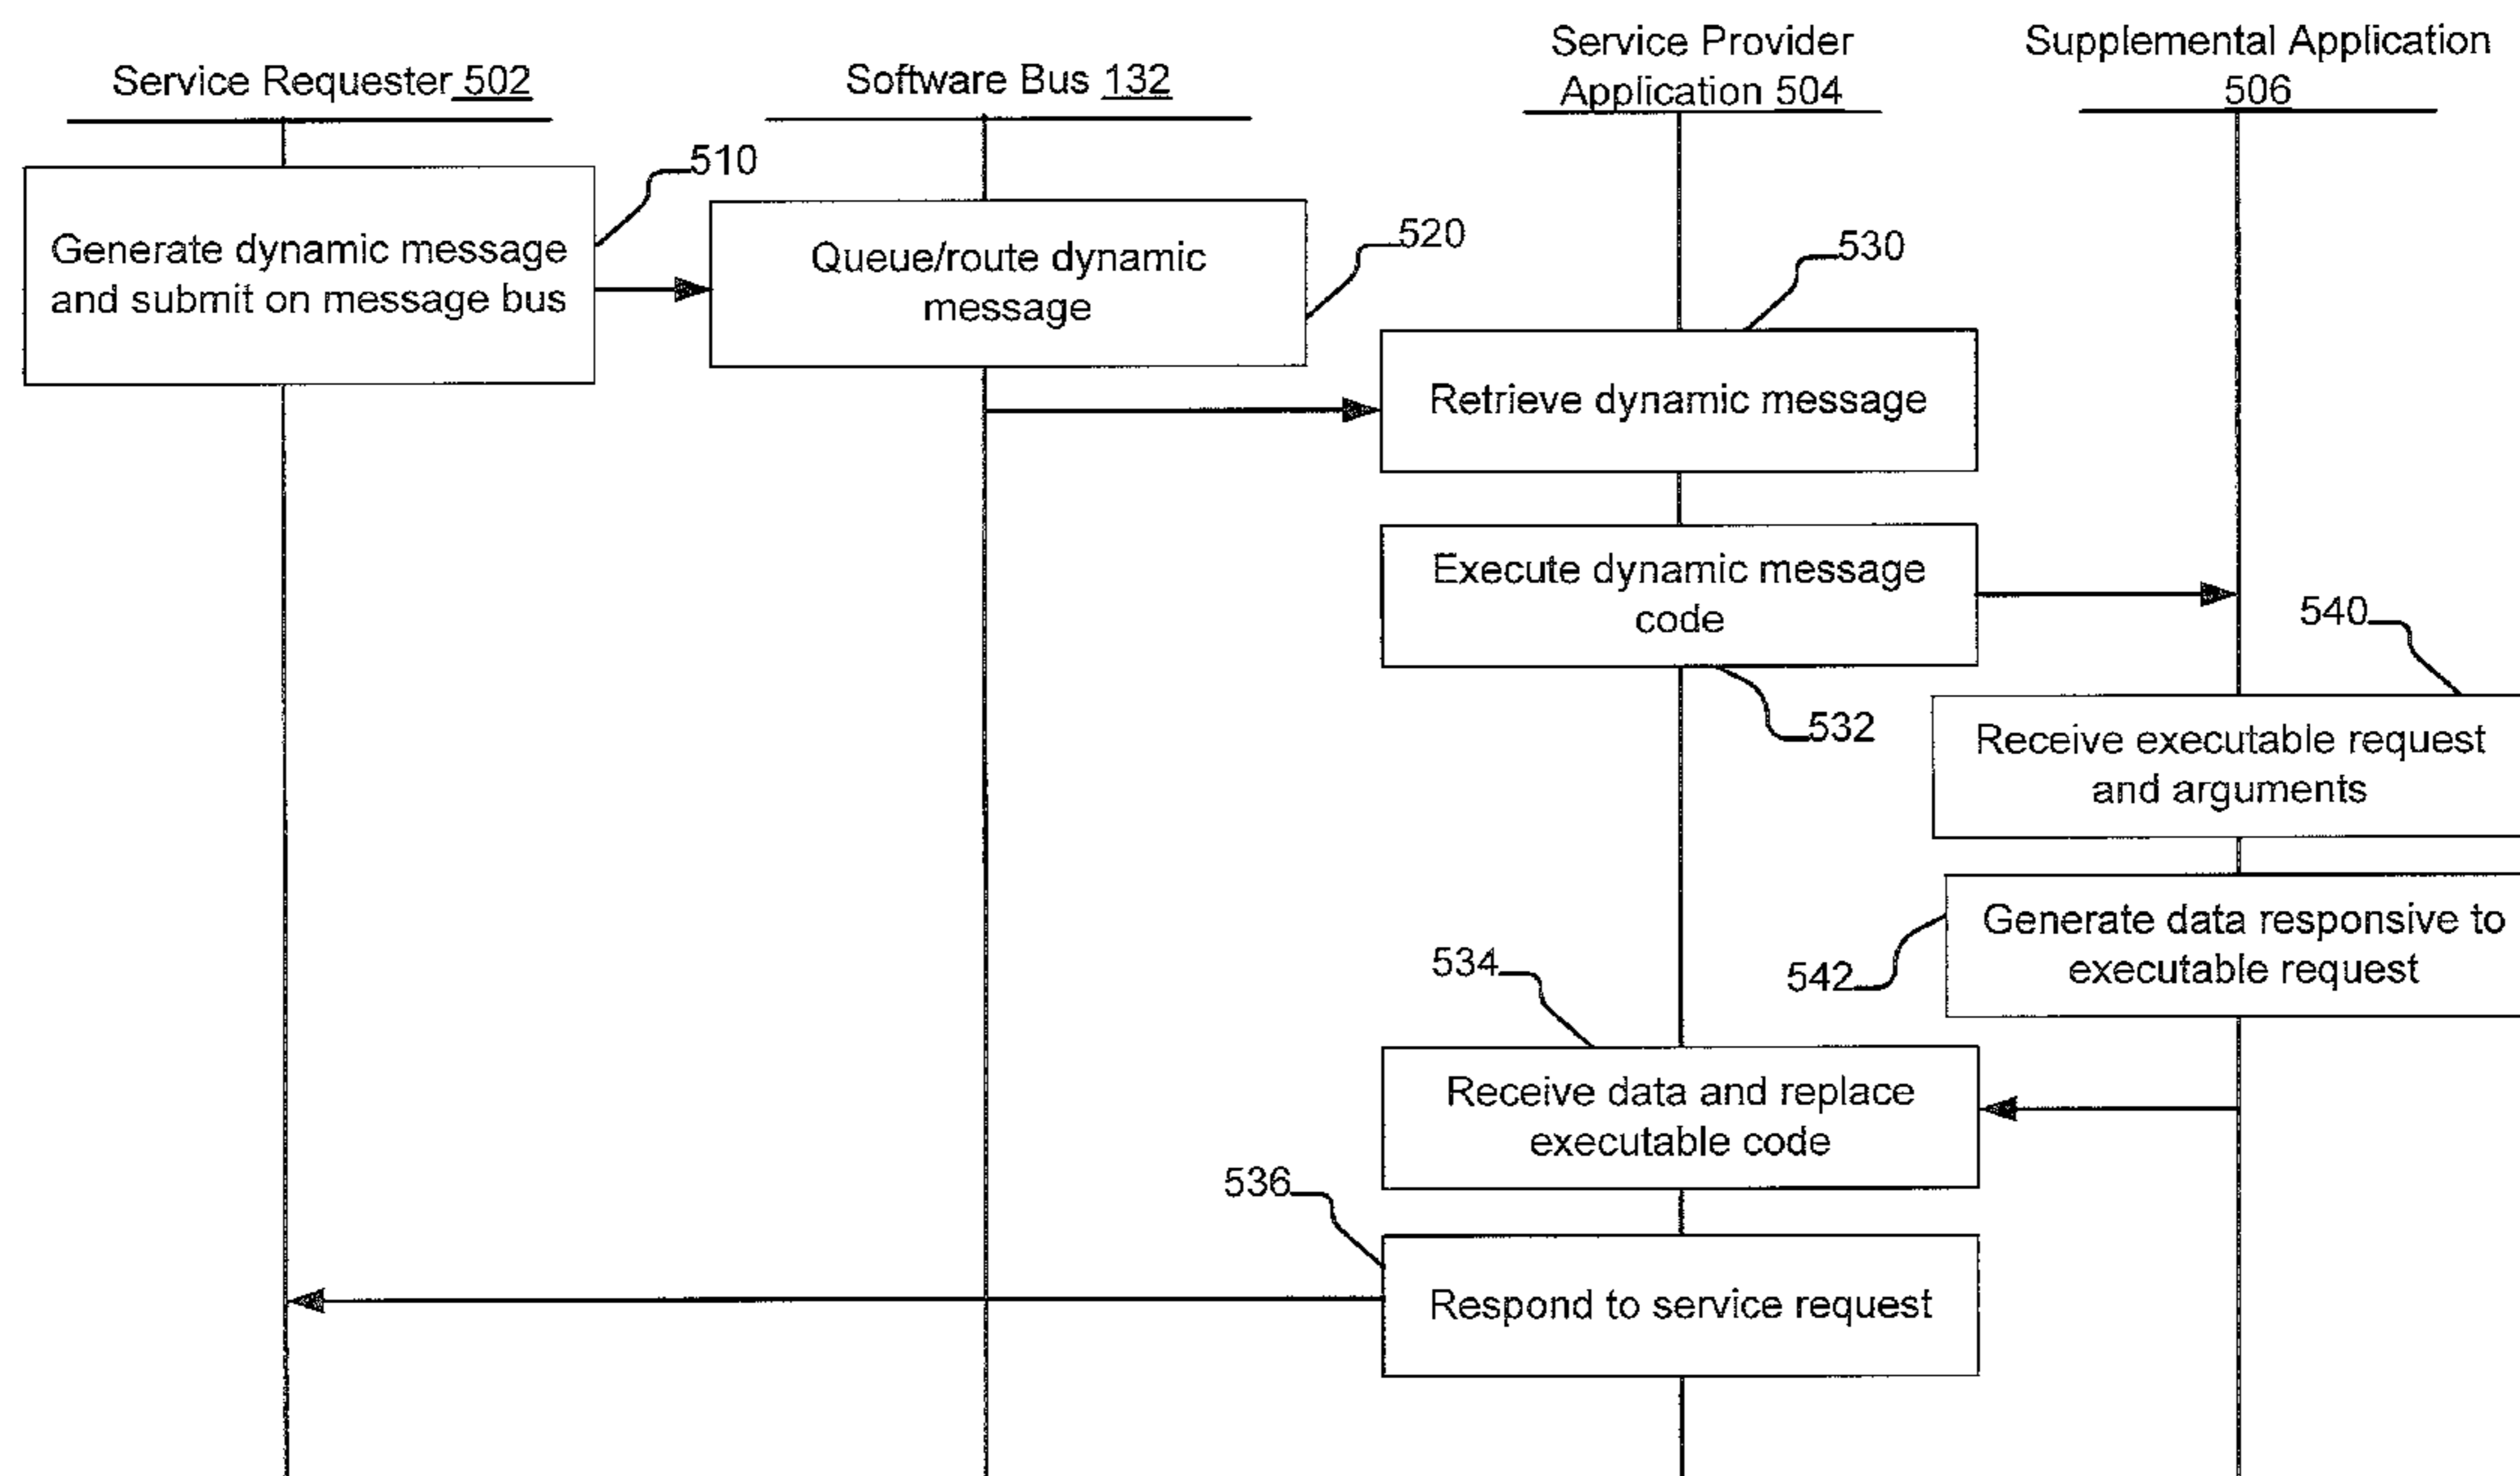 Service Requester 502
Software Bus 132
Service Provider
Application 504
Supplemental Application
506
510
Generate dynamic message
and submit on message bus
520
Queue/route dynamic
message
530
Retrieve dynamic message
Execute dynamic message
code
532
540
Receive executable request
and arguments
542
Generate data responsive to
executable request
534
Receive data and replace
executable code
536
Respond to service request